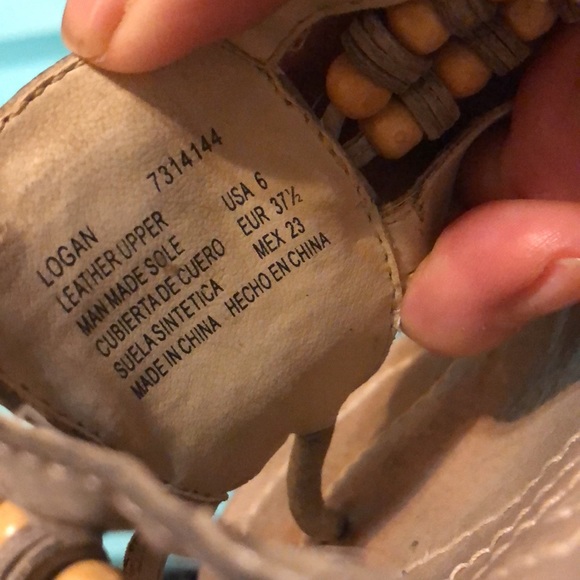 LOGAN 7314144
LEATHER UPPER USA 6
MAN MADE SOLE EUR 37½
CUBIERTA DE CUERO MEX 23
SUELA SINTETICA
MADE IN CHINA HECHO EN CHINA